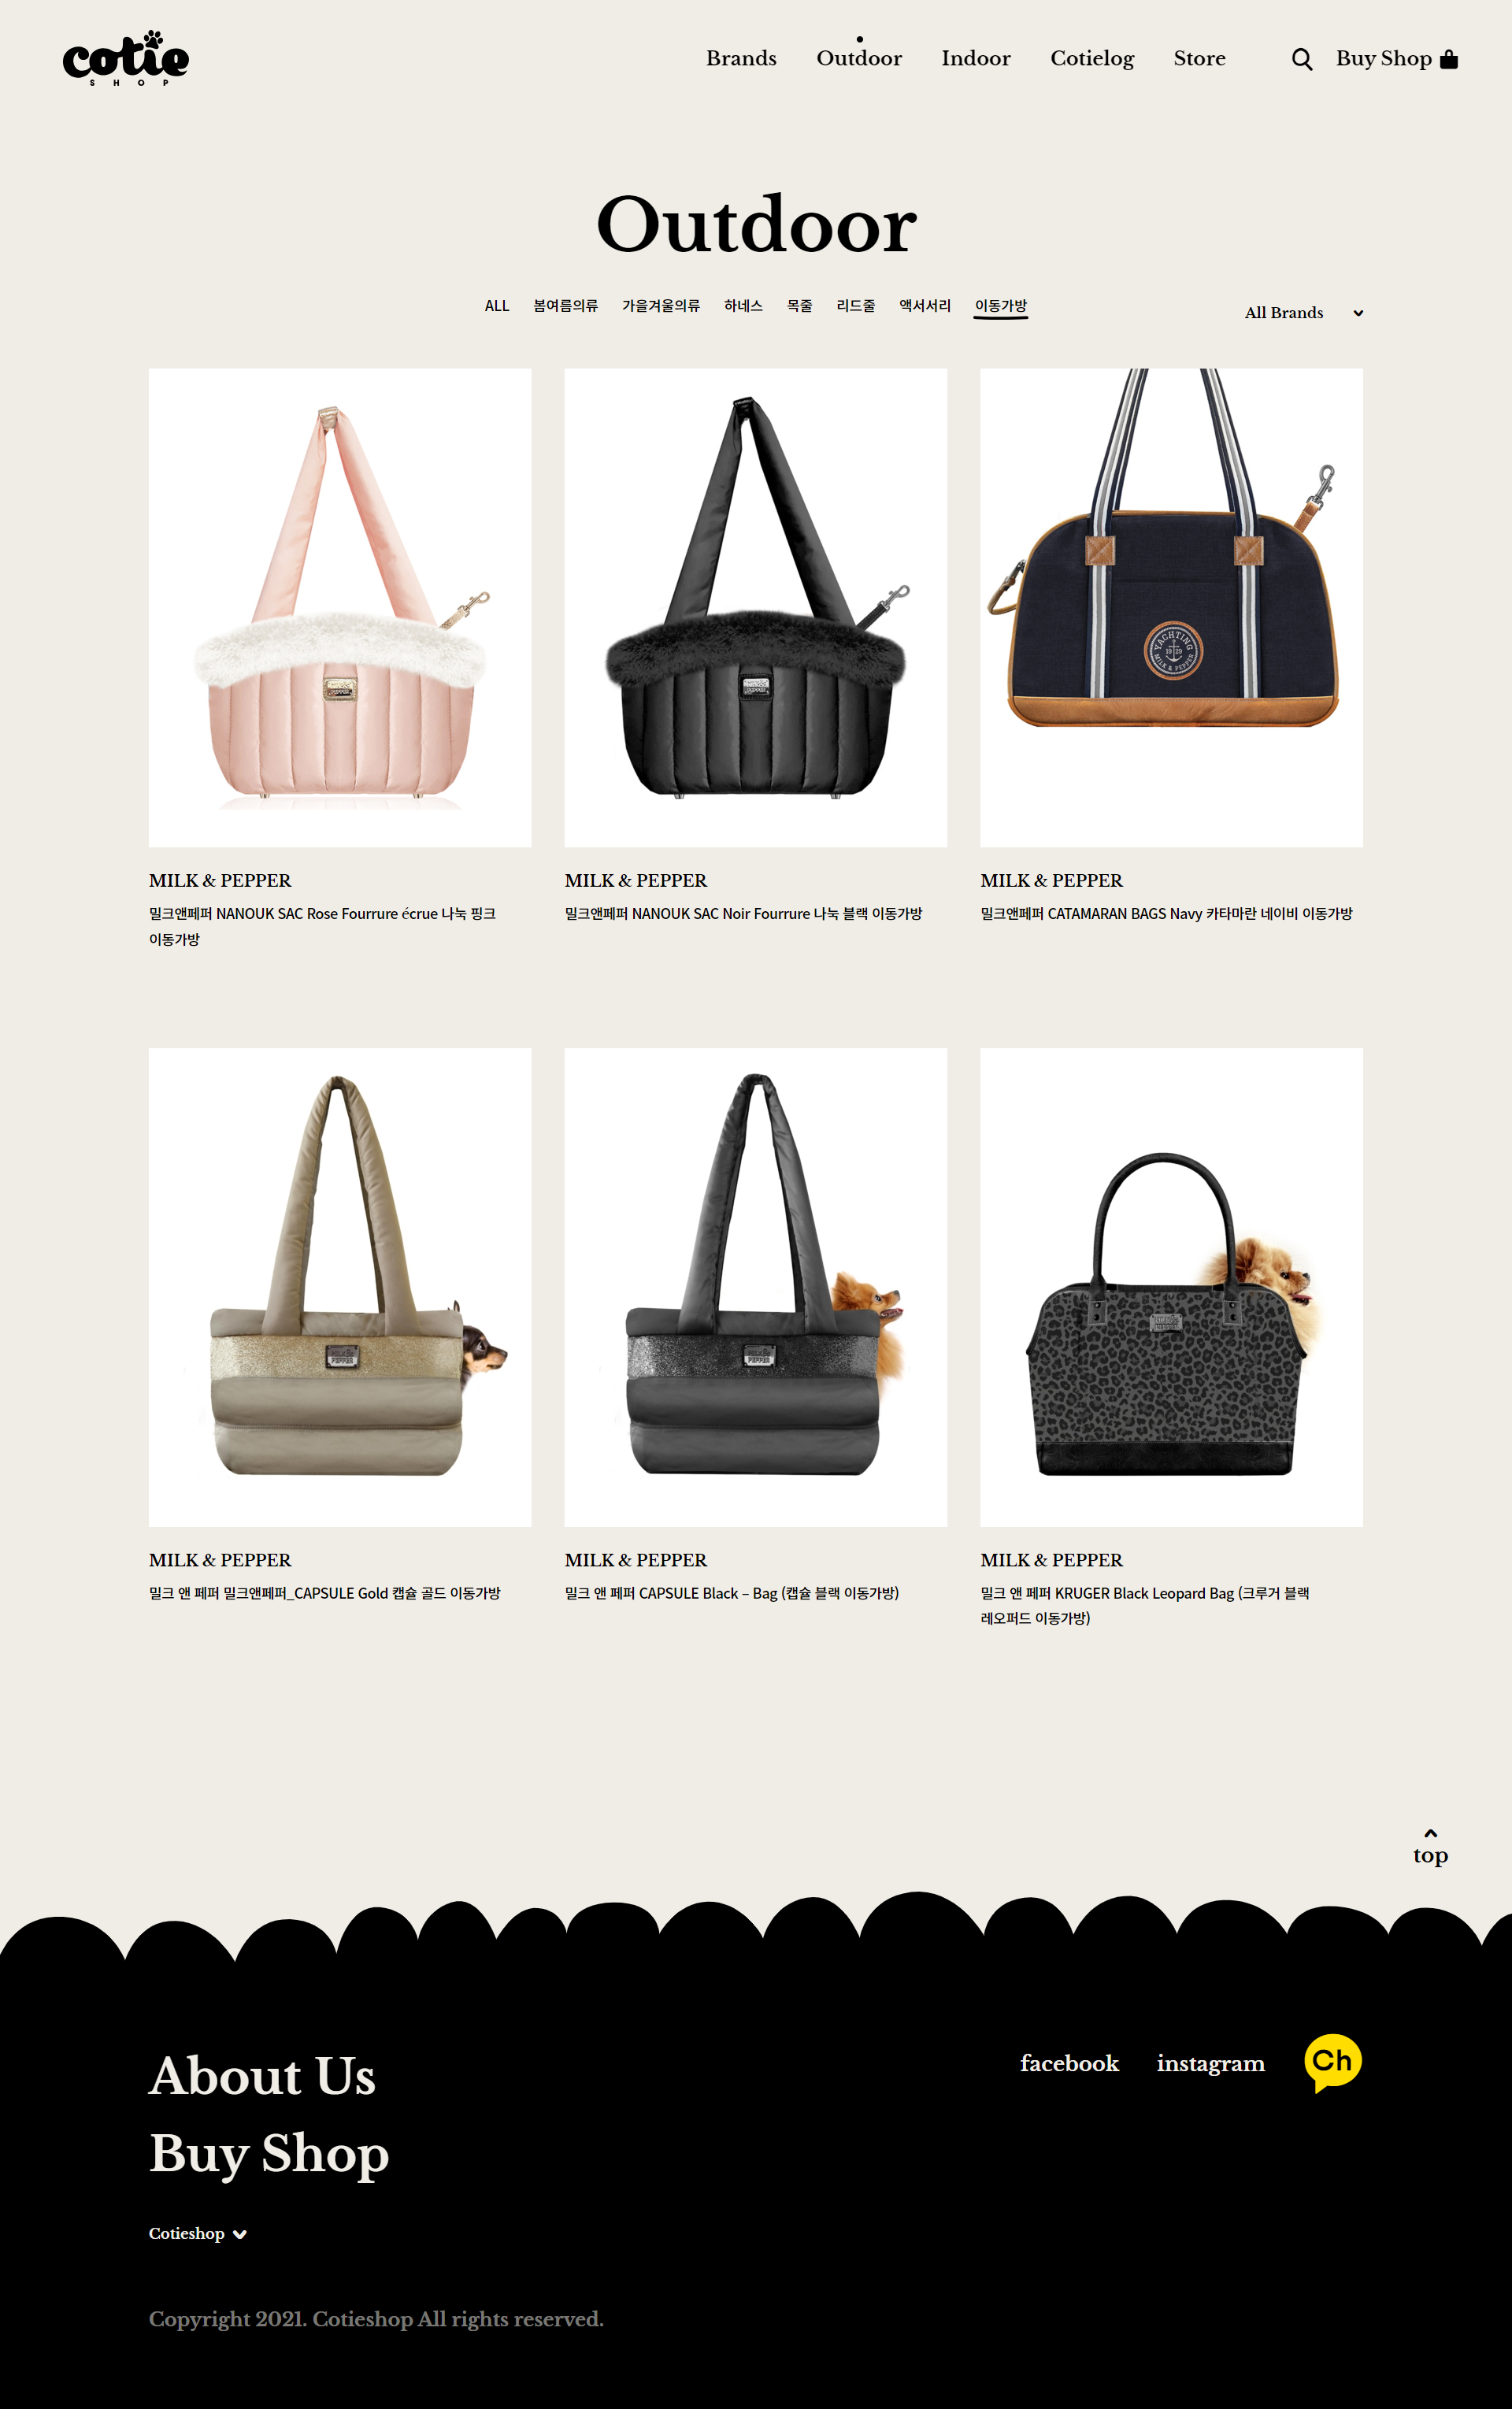 cotie
SHOP
Brands Outdoor Indoor Cotielog Store Buy Shop
Outdoor
ALL 봄여름의류 가을겨울의류 하네스 목줄 리드줄 액서서리 이동가방
All Brands
YACHTING
19 29
MILK & PEPPER
MILK & PEPPER
밀크앤페퍼 NANOUK SAC Rose Fourrure écrue 나눅 핑크
이동가방
MILK & PEPPER
밀크앤페퍼 NANOUK SAC Noir Fourrure 나눅 블랙 이동가방
MILK & PEPPER
밀크앤페퍼 CATAMARAN BAGS Navy 카타마란 네이비 이동가방
MILK&
PEPPER
MILK&
PEPPER
MILK & PEPPER
밀크 앤 페퍼 밀크앤페퍼_CAPSULE Gold 캡슐 골드 이동가방
MILK & PEPPER
밀크 앤 페퍼 CAPSULE Black – Bag (캡슐 블랙 이동가방)
MILK & PEPPER
밀크 앤 페퍼 KRUGER Black Leopard Bag (크루거 블랙
레오퍼드 이동가방)
top
About Us
facebook instagram Ch
Buy Shop
Cotieshop
Copyright 2021. Cotieshop All rights reserved.